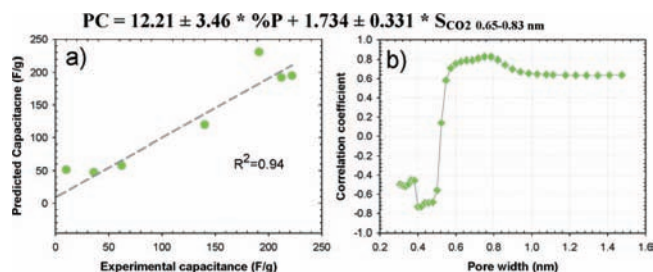 PC = 12.21 ± 3.46 * %P + 1.734 ± 0.331 * S_CO2 0.65-0.83 nm
a)
Predicted Capacitacne (F/g)
250
200
150
100
50
0
R²=0.94
0 50 100 150 200 250
Experimental capacitance (F/g)
b)
Correlation coefficient
1.0
0.8
0.6
0.4
0.2
0.0
-0.2
-0.4
-0.6
-0.8
-1.0
0.2 0.4 0.6 0.8 1.0 1.2 1.4 1.6
Pore width (nm)